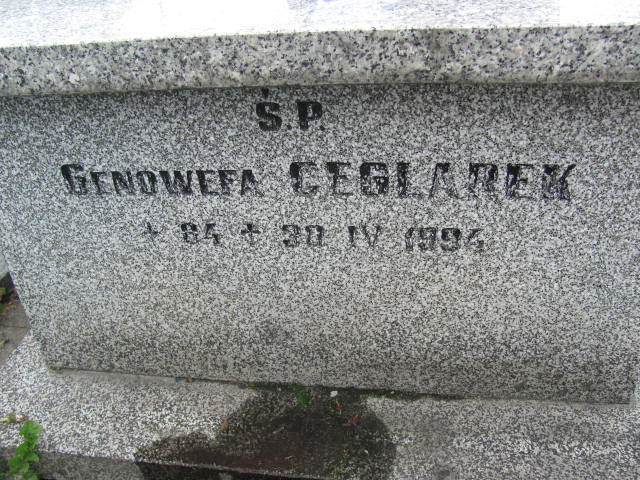 Ś.P.
GENOWEFA CEGLAREK
+ 84 + 30 IV 1994